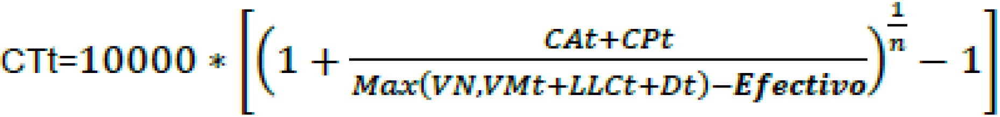 CTt=10000 * [(1 + CAt+CPt / Max(VN,VMt+LLCt+Dt)−Efectivo)^(1/n) − 1]